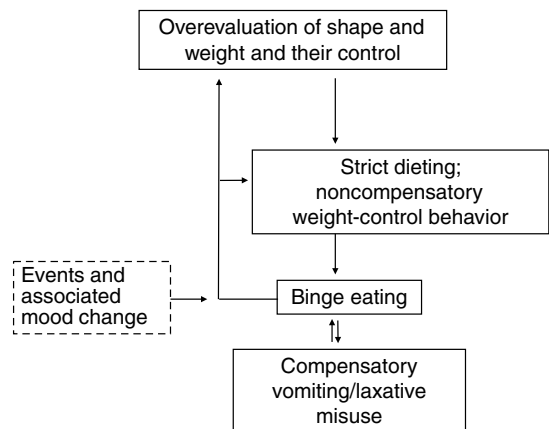 Overevaluation of shape and
weight and their control
Strict dieting;
noncompensatory
weight-control behavior
Events and
associated
mood change
Binge eating
Compensatory
vomiting/laxative
misuse